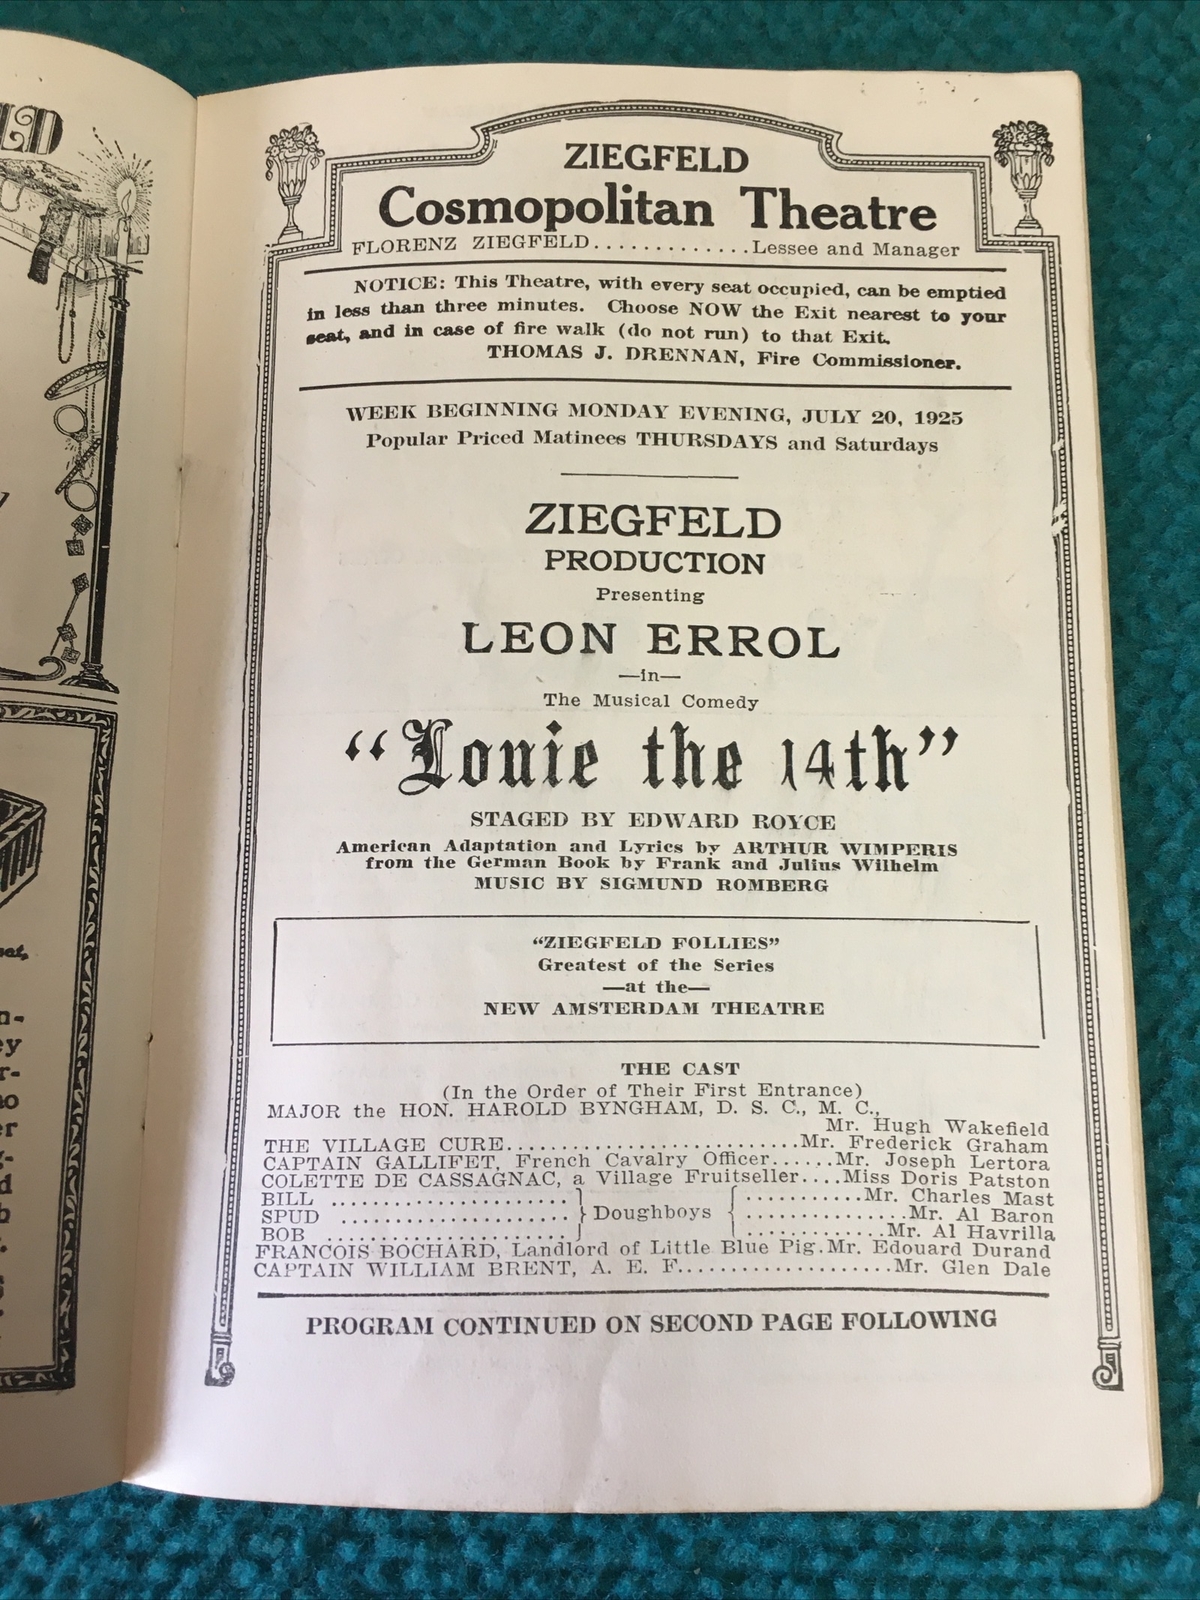 LD
y
et,
n-
ey
r-
no
er
g-
d
b
ZIEGFELD
Cosmopolitan Theatre
FLORENZ ZIEGFELD.............Lessee and Manager
NOTICE: This Theatre, with every seat occupied, can be emptied
in less than three minutes. Choose NOW the Exit nearest to your
seat, and in case of fire walk (do not run) to that Exit.
THOMAS J. DRENNAN, Fire Commissioner.
WEEK BEGINNING MONDAY EVENING, JULY 20, 1925
Popular Priced Matinees THURSDAYS and Saturdays
ZIEGFELD
PRODUCTION
Presenting
LEON ERROL
—in—
The Musical Comedy
“Louie the 14th”
STAGED BY EDWARD ROYCE
American Adaptation and Lyrics by ARTHUR WIMPERIS
from the German Book by Frank and Julius Wilhelm
MUSIC BY SIGMUND ROMBERG
“ZIEGFELD FOLLIES”
Greatest of the Series
—at the—
NEW AMSTERDAM THEATRE
THE CAST
(In the Order of Their First Entrance)
MAJOR the HON. HAROLD BYNGHAM, D. S. C., M. C.,
Mr. Hugh Wakefield
THE VILLAGE CURE............................Mr. Frederick Graham
CAPTAIN GALLIFET, French Cavalry Officer......Mr. Joseph Lertora
COLETTE DE CASSAGNAC, a Village Fruitseller....Miss Doris Patston
BILL .......................} Doughboys {...........Mr. Charles Mast
SPUD ......................} Doughboys {...............Mr. Al Baron
BOB .......................} Doughboys {.............Mr. Al Havrilla
FRANCOIS BOCHARD, Landlord of Little Blue Pig.Mr. Edouard Durand
CAPTAIN WILLIAM BRENT, A. E. F....................Mr. Glen Dale
PROGRAM CONTINUED ON SECOND PAGE FOLLOWING